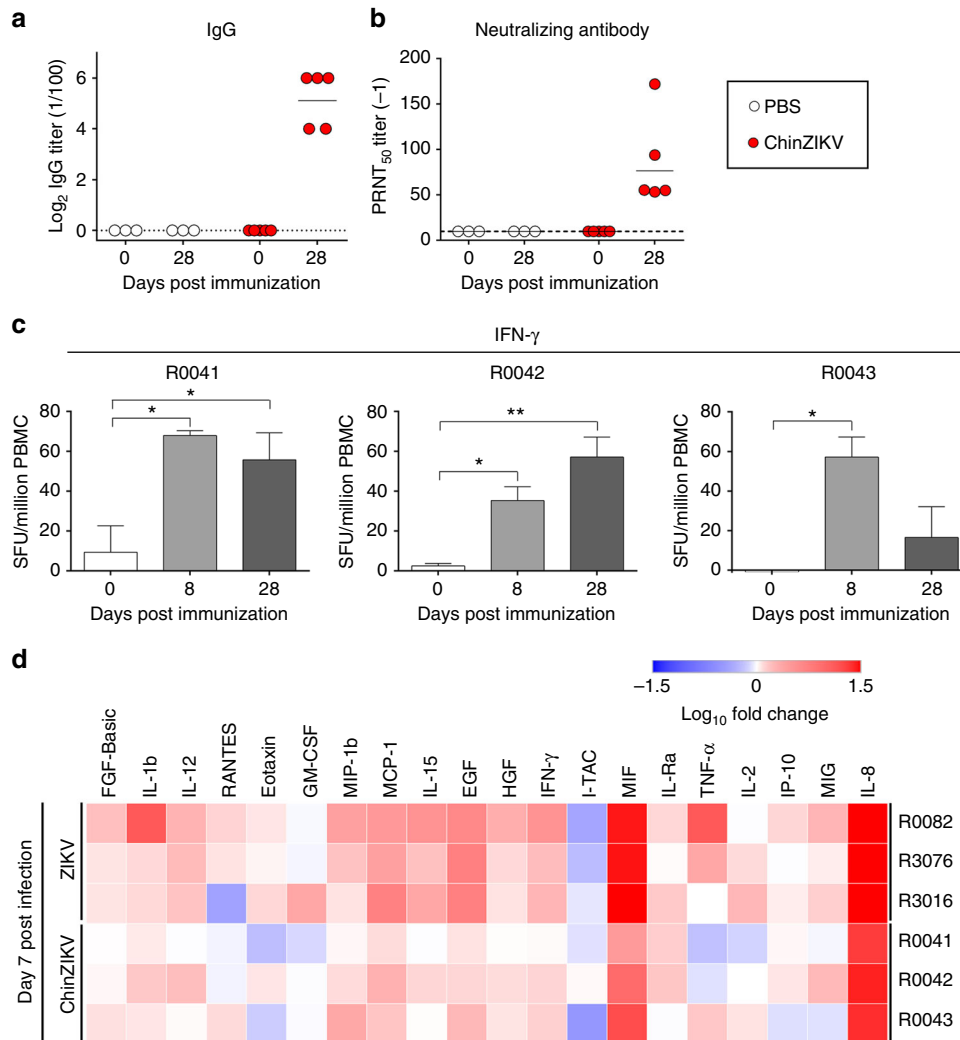 a
IgG
Log2 IgG titer (1/100)
6
4
2
0
0 28 0 28
Days post immunization
b
Neutralizing antibody
PRNT50 titer (−1)
200
150
100
50
0
0 28 0 28
Days post immunization
PBS
ChinZIKV
c
IFN-γ
R0041
SFU/million PBMC
80
60
40
20
0
* *
0 8 28
Days post immunization
R0042
SFU/million PBMC
80
60
40
20
0
* **
0 8 28
Days post immunization
R0043
SFU/million PBMC
80
60
40
20
0
*
0 8 28
Days post immunization
d
−1.5 0 1.5
Log10 fold change
FGF-Basic IL-1b IL-12 RANTES Eotaxin GM-CSF MIP-1b MCP-1 IL-15 EGF HGF IFN-γ I-TAC MIF IL-Ra TNF-α IL-2 IP-10 MIG IL-8
Day 7 post infection
ZIKV
ChinZIKV
R0082
R3076
R3016
R0041
R0042
R0043